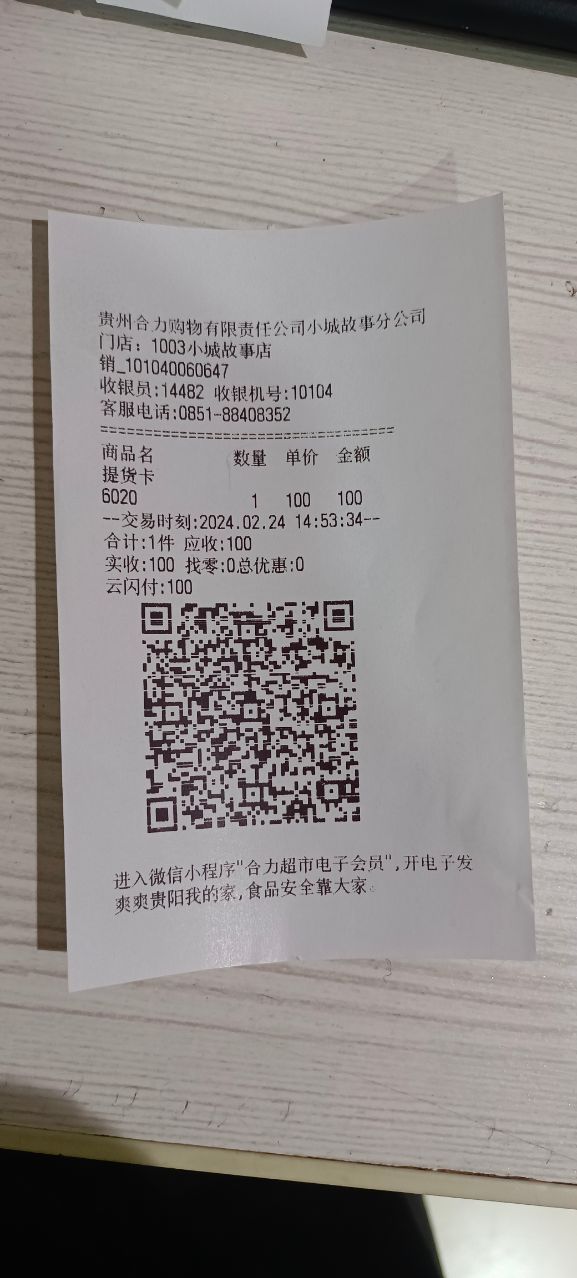 贵州合力购物有限责任公司小城故事分公司
门店：1003小城故事店
销_101040060647
收银员:14482 收银机号:10104
客服电话:0851-88408352
==================================
商品名 数量 单价 金额
提货卡
6020 1 100 100
--交易时刻:2024.02.24 14:53:34--
合计:1件 应收:100
实收:100 找零:0总优惠:0
云闪付:100
进入微信小程序"合力超市电子会员",开电子发
爽爽贵阳我的家,食品安全靠大家。